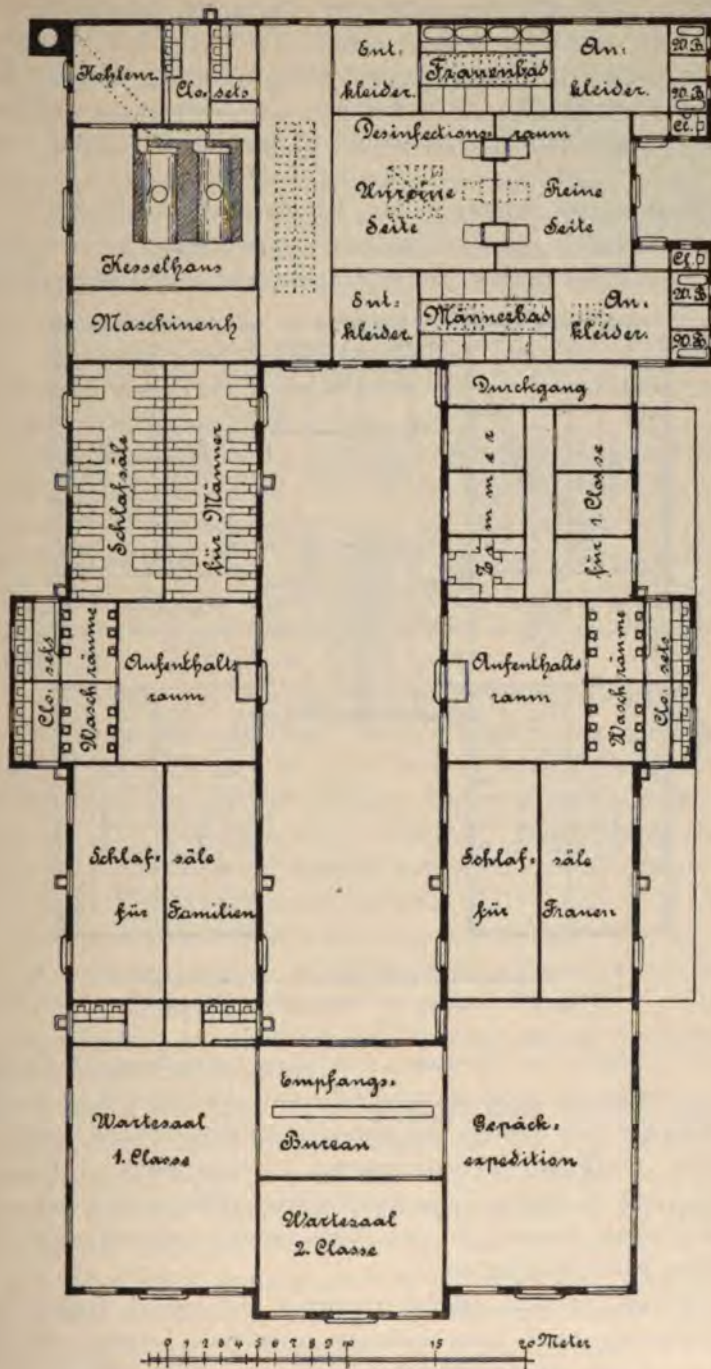 Kohlenr.
Clo.sets
Ent.
kleider.
Frauenbad
An.
kleider.
W.B.
W.B.
Cl.
Desinfections.raum
Unreine
Seite
Reine
Seite
Kesselhaus
Maschinenh
Ent.
kleider.
Männerbad
An.
kleider.
Cl.
W.B.
W.B.
Durchgang
Schlafsäle
für Männer
Zimmer
für 1 Classe
Clo.sets
Wasch räume
Aufenthalts
raum
Aufenthalts
raum
Wasch räume
Clo.sets
Schlaf- säle
für Familien
Schlaf- säle
für Frauen
Empfangs-
Bureau
Wartesaal
1. Classe
Gepäck-
expedition
Wartesaal
2. Classe
0 1 2 3 4 5 6 7 8 9 10 15 20 Meter